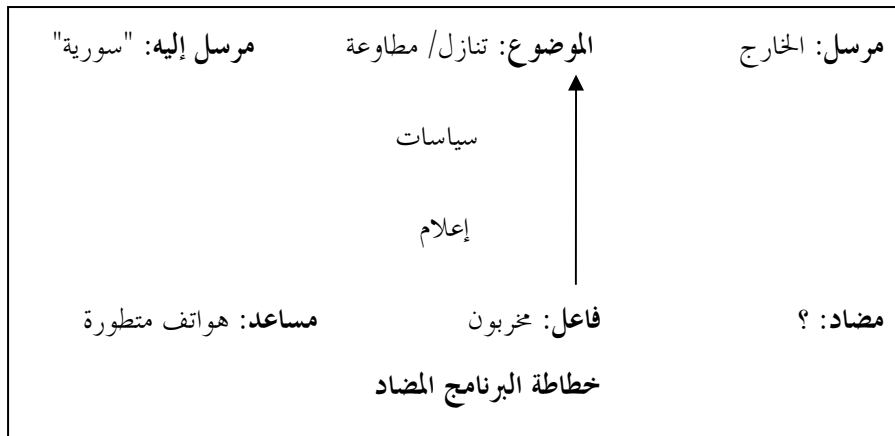 مرسل: الخارج الموضوع: تنازل/ مطاوعة مرسل إليه: "سورية"
سياسات
إعلام
مضاد: ؟ فاعل: مخربون مساعد: هواتف متطورة
خطاطة البرنامج المضاد